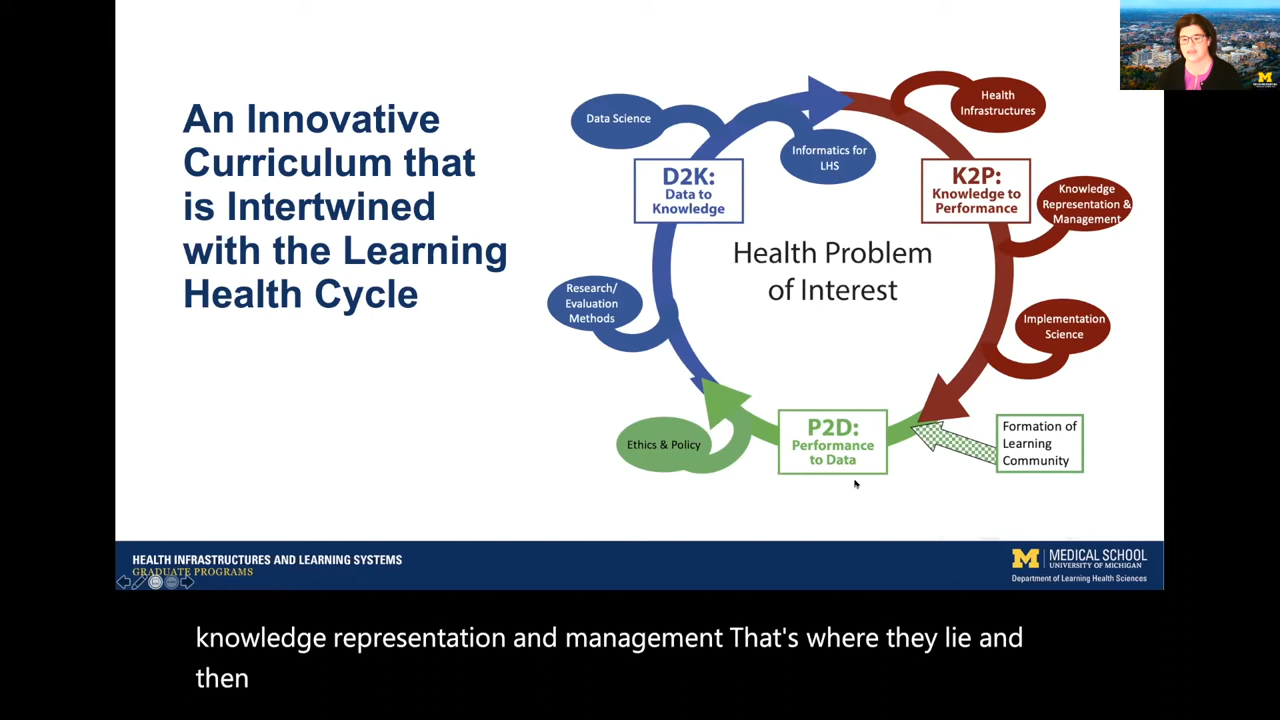 An Innovative
Curriculum that
is Intertwined
with the Learning
Health Cycle
Data Science
Informatics for
LHS
Health
Infrastructures
D2K:
Data to
Knowledge
K2P:
Knowledge to
Performance
Knowledge
Representation &
Management
Health Problem
of Interest
Research/
Evaluation
Methods
Implementation
Science
Ethics & Policy
P2D:
Performance
to Data
Formation of
Learning
Community
HEALTH INFRASTRUCTURES AND LEARNING SYSTEMS
GRADUATE PROGRAMS
M MEDICAL SCHOOL
UNIVERSITY OF MICHIGAN
Department of Learning Health Sciences
knowledge representation and management That's where they lie and
then